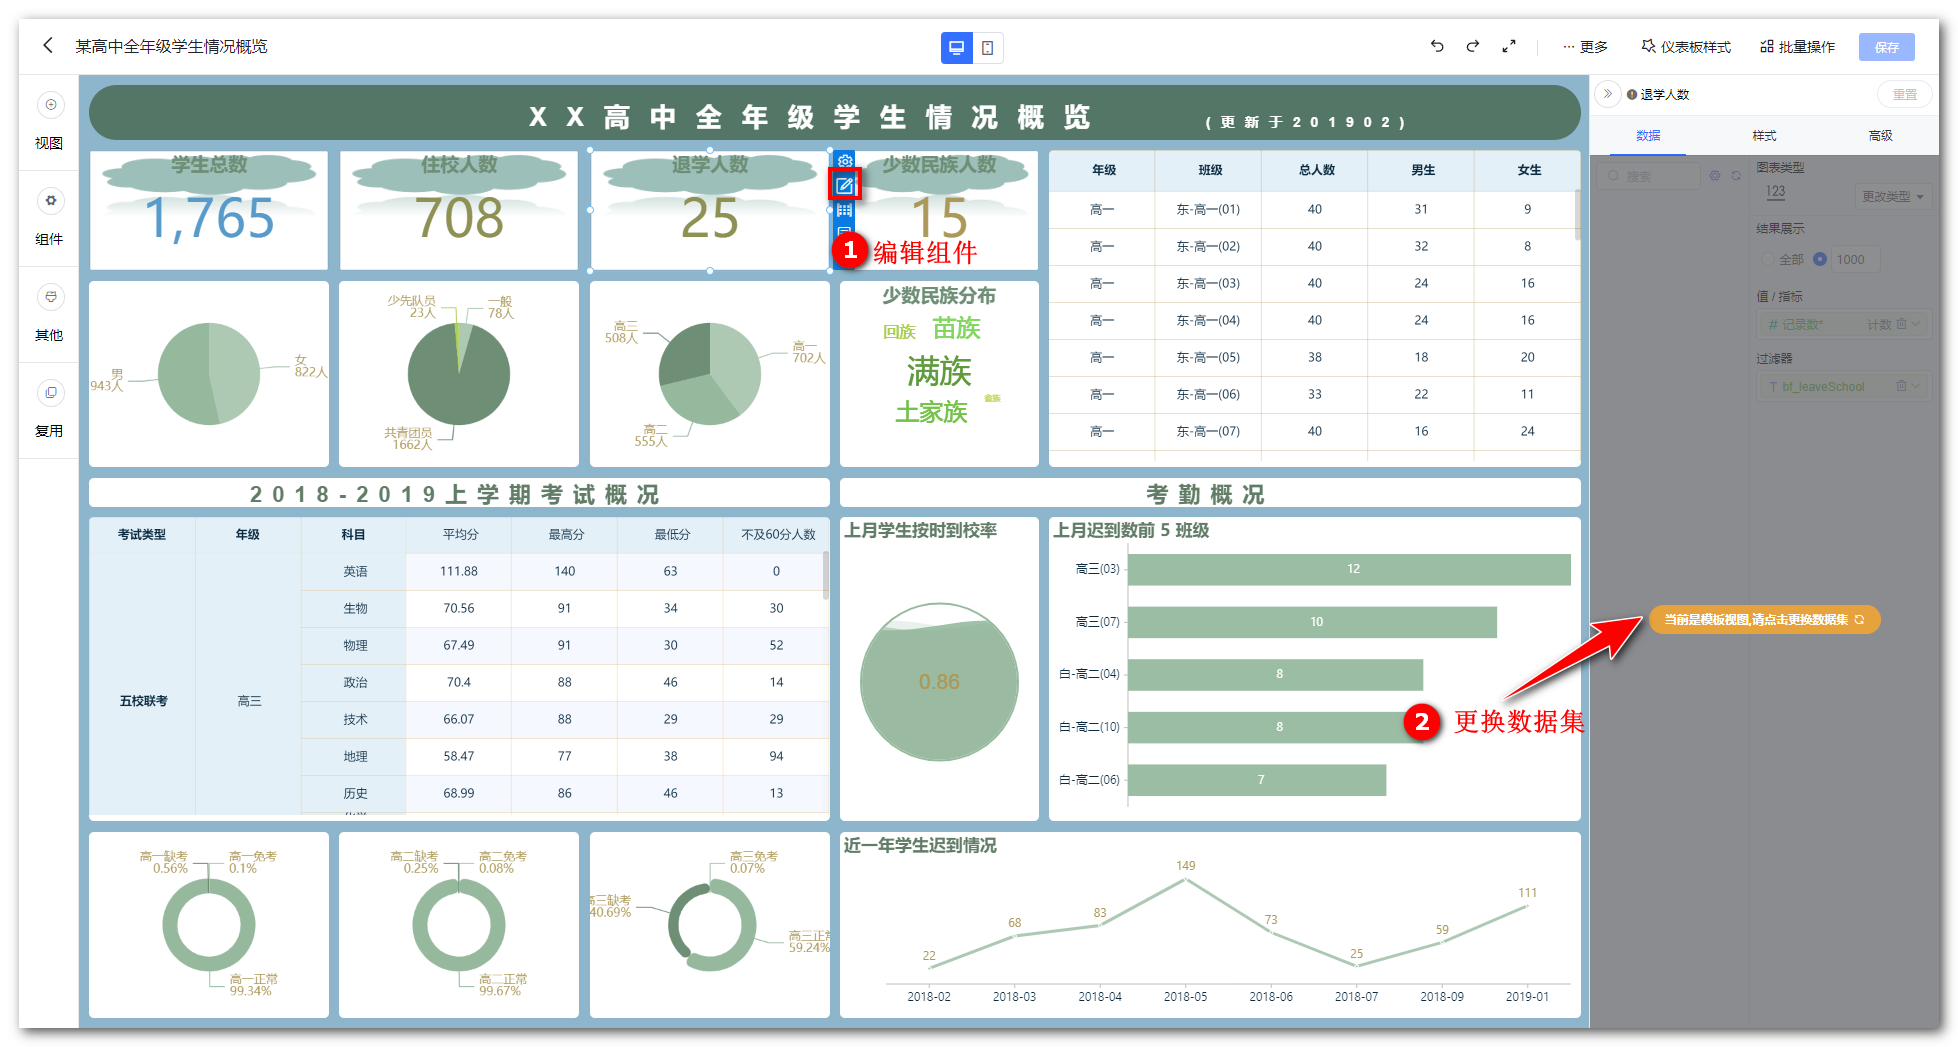 某高中全年级学生情况概览
更多
仪表板样式
批量操作
保存
视图
组件
其他
复用
XX高中全年级学生情况概览
(更新于201902)
学生总数
1,765
住校人数
708
退学人数
25
少数民族人数
15
1 编辑组件
男
943人
女
822人
少先队员
23人
一般
78人
共青团员
1662人
高三
508人
高一
702人
高二
555人
少数民族分布
回族
苗族
满族
土家族
年级 班级 总人数 男生 女生
高一 东-高一(01) 40 31 9
高一 东-高一(02) 40 32 8
高一 东-高一(03) 40 24 16
高一 东-高一(04) 40 24 16
高一 东-高一(05) 38 18 20
高一 东-高一(06) 33 22 11
高一 东-高一(07) 40 16 24
2018-2019上学期考试概况
考勤概况
考试类型 年级 科目 平均分 最高分 最低分 不及60分人数
英语 111.88 140 63 0
生物 70.56 91 34 30
物理 67.49 91 30 52
政治 70.4 88 46 14
五校联考 高三
技术 66.07 88 29 29
地理 58.47 77 38 94
历史 68.99 86 46 13
上月学生按时到校率
0.86
上月迟到数前 5 班级
高三(03) 12
高三(07) 10
白-高二(04) 8
白-高二(10) 8
白-高二(06) 7
2 更换数据集
高一缺考
0.56%
高一免考
0.1%
高一正常
99.34%
高二缺考
0.25%
高二免考
0.08%
高二正常
99.67%
高三免考
0.07%
高三缺考
40.69%
高三正常
59.24%
近一年学生迟到情况
22 68 83 149 73 25 59 111
2018-02 2018-03 2018-04 2018-05 2018-06 2018-07 2018-09 2019-01
退学人数
重置
数据 样式 高级
搜索
图表类型
123
更改类型
结果展示
全部 1000
值 / 指标
# 记录数* 计数
过滤器
T bf_leaveSchool
当前是模板视图,请点击更换数据集